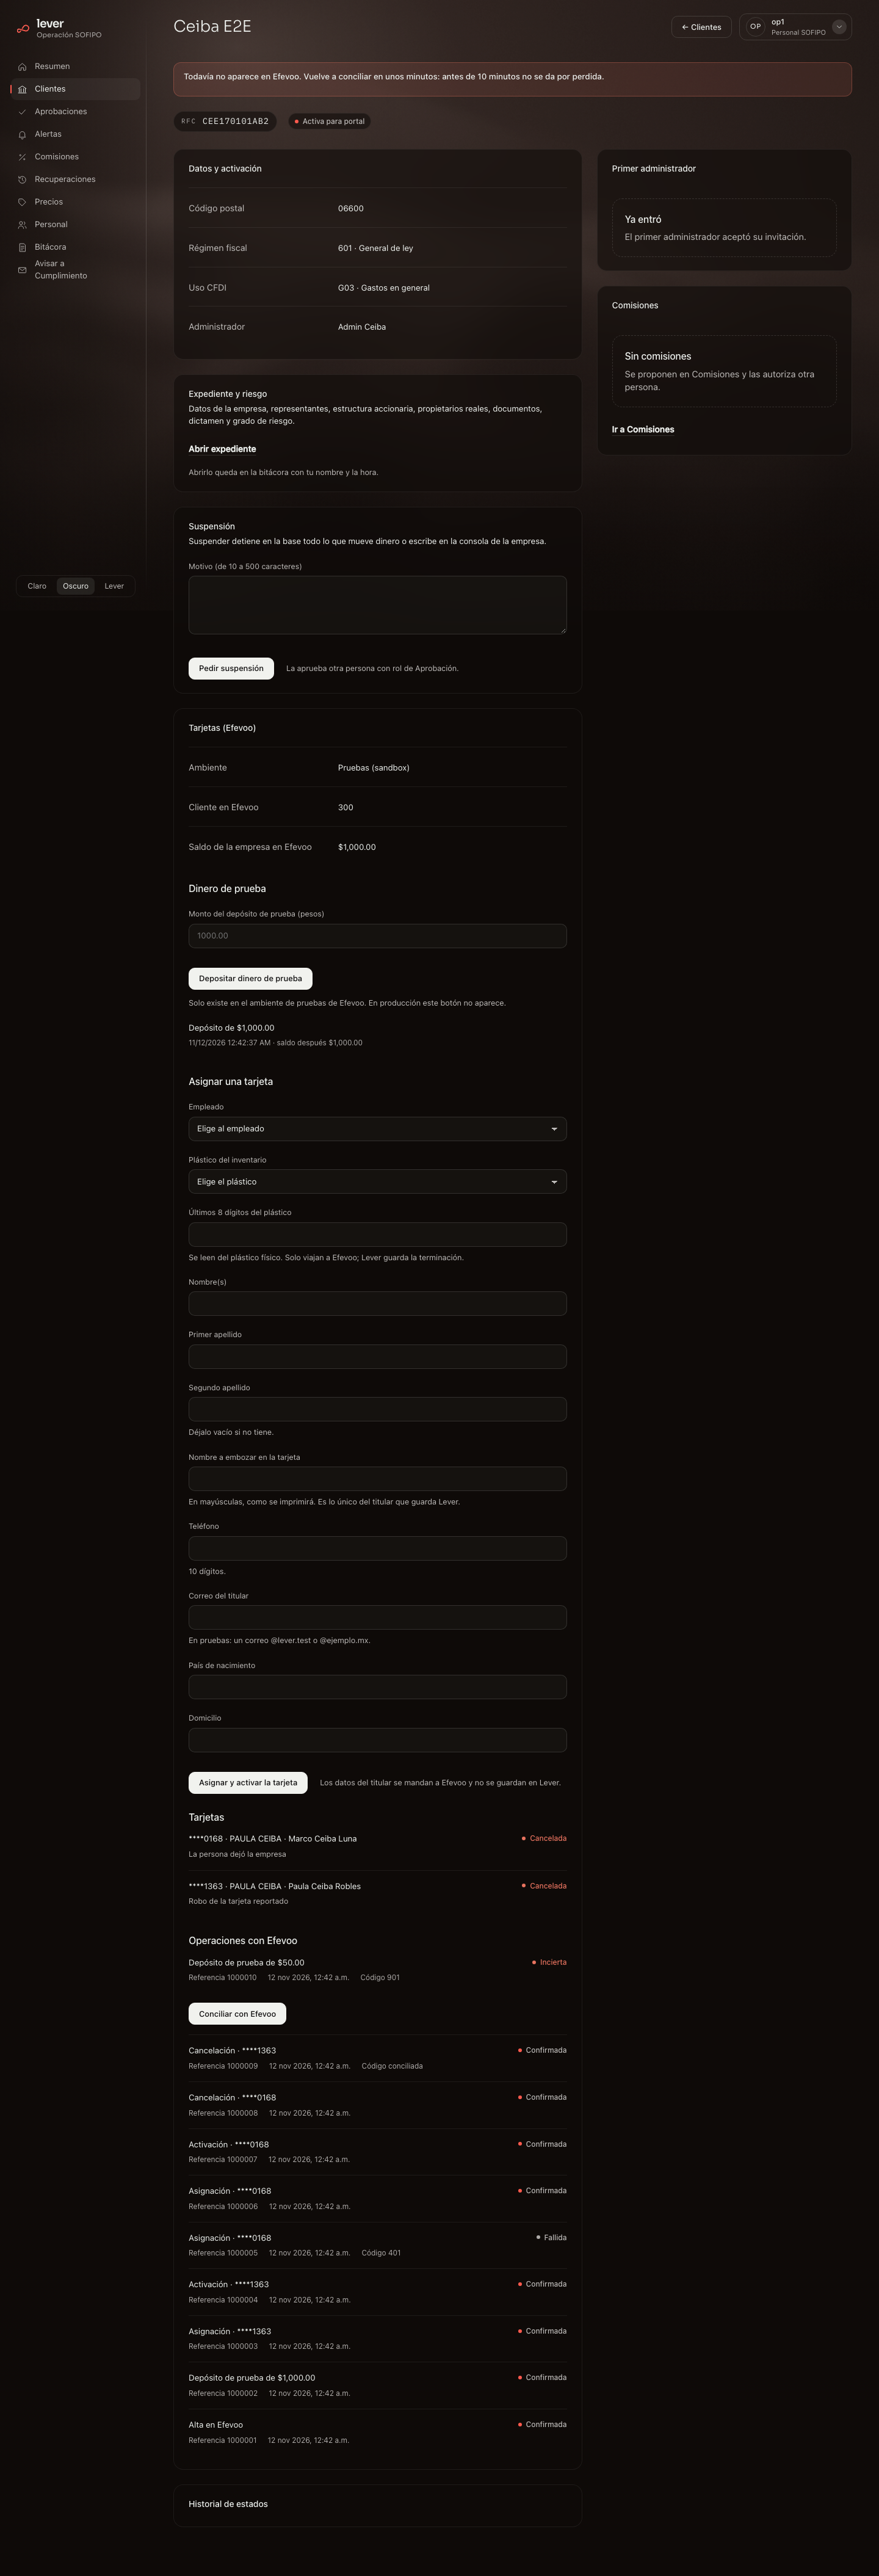 lever
Operación SOFIPO
Resumen
Clientes
Aprobaciones
Alertas
Comisiones
Recuperaciones
Precios
Personal
Bitácora
Avisar a
Cumplimiento
Claro
Oscuro
Lever
Ceiba E2E
← Clientes
OP
op1
Personal SOFIPO
Todavía no aparece en Efevoo. Vuelve a conciliar en unos minutos: antes de 10 minutos no se da por perdida.
RFC CEE170101AB2
Activa para portal
Datos y activación
Código postal 06600
Régimen fiscal 601 · General de ley
Uso CFDI G03 · Gastos en general
Administrador Admin Ceiba
Primer administrador
Ya entró
El primer administrador aceptó su invitación.
Comisiones
Sin comisiones
Se proponen en Comisiones y las autoriza otra
persona.
Ir a Comisiones
Expediente y riesgo
Datos de la empresa, representantes, estructura accionaria, propietarios reales, documentos,
dictamen y grado de riesgo.
Abrir expediente
Abrirlo queda en la bitácora con tu nombre y la hora.
Suspensión
Suspender detiene en la base todo lo que mueve dinero o escribe en la consola de la empresa.
Motivo (de 10 a 500 caracteres)
Pedir suspensión
La aprueba otra persona con rol de Aprobación.
Tarjetas (Efevoo)
Ambiente Pruebas (sandbox)
Cliente en Efevoo 300
Saldo de la empresa en Efevoo $1,000.00
Dinero de prueba
Monto del depósito de prueba (pesos)
1000.00
Depositar dinero de prueba
Solo existe en el ambiente de pruebas de Efevoo. En producción este botón no aparece.
Depósito de $1,000.00
11/12/2026 12:42:37 AM · saldo después $1,000.00
Asignar una tarjeta
Empleado
Elige al empleado
Plástico del inventario
Elige el plástico
Últimos 8 dígitos del plástico
Se leen del plástico físico. Solo viajan a Efevoo; Lever guarda la terminación.
Nombre(s)
Primer apellido
Segundo apellido
Déjalo vacío si no tiene.
Nombre a embozar en la tarjeta
En mayúsculas, como se imprimirá. Es lo único del titular que guarda Lever.
Teléfono
10 dígitos.
Correo del titular
En pruebas: un correo @lever.test o @ejemplo.mx.
País de nacimiento
Domicilio
Asignar y activar la tarjeta
Los datos del titular se mandan a Efevoo y no se guardan en Lever.
Tarjetas
****0168 · PAULA CEIBA · Marco Ceiba Luna Cancelada
La persona dejó la empresa
****1363 · PAULA CEIBA · Paula Ceiba Robles Cancelada
Robo de la tarjeta reportado
Operaciones con Efevoo
Depósito de prueba de $50.00 Incierta
Referencia 1000010 12 nov 2026, 12:42 a.m. Código 901
Conciliar con Efevoo
Cancelación · ****1363 Confirmada
Referencia 1000009 12 nov 2026, 12:42 a.m. Código conciliada
Cancelación · ****0168 Confirmada
Referencia 1000008 12 nov 2026, 12:42 a.m.
Activación · ****0168 Confirmada
Referencia 1000007 12 nov 2026, 12:42 a.m.
Asignación · ****0168 Confirmada
Referencia 1000006 12 nov 2026, 12:42 a.m.
Asignación · ****0168 Fallida
Referencia 1000005 12 nov 2026, 12:42 a.m. Código 401
Activación · ****1363 Confirmada
Referencia 1000004 12 nov 2026, 12:42 a.m.
Asignación · ****1363 Confirmada
Referencia 1000003 12 nov 2026, 12:42 a.m.
Depósito de prueba de $1,000.00 Confirmada
Referencia 1000002 12 nov 2026, 12:42 a.m.
Alta en Efevoo Confirmada
Referencia 1000001 12 nov 2026, 12:42 a.m.
Historial de estados